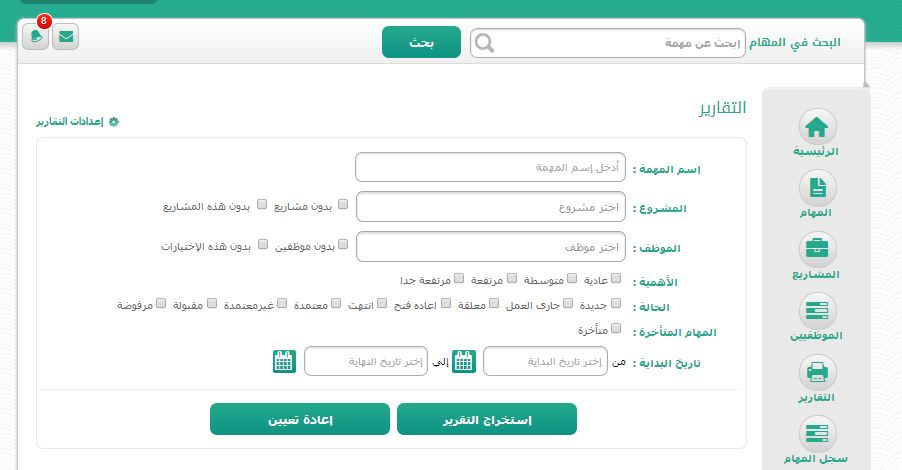 8
البحث في المهام إبحث عن مهمة بحث
التقارير
إعدادات التقارير
إسم المهمة : أدخل إسم المهمة
المشروع : اختر مشروع بدون مشاريع بدون هذه المشاريع
الموظف : اختر موظف بدون موظفين بدون هذه الإختيارات
الأهمية : عادية متوسطة مرتفعة مرتفعة جدا
الحالة : جديدة جارى العمل معلقة اعاده فتح انتهت معتمدة غيرمعتمدة مقبولة مرفوضة
المهام المتأخرة : متأخرة
تاريخ البداية : من إختر تاريخ البداية إلي إختر تاريخ النهاية
إستخراج التقرير إعادة تعيين
الرئيسية
المهام
المشاريع
الموظفيين
التقارير
سجل المهام